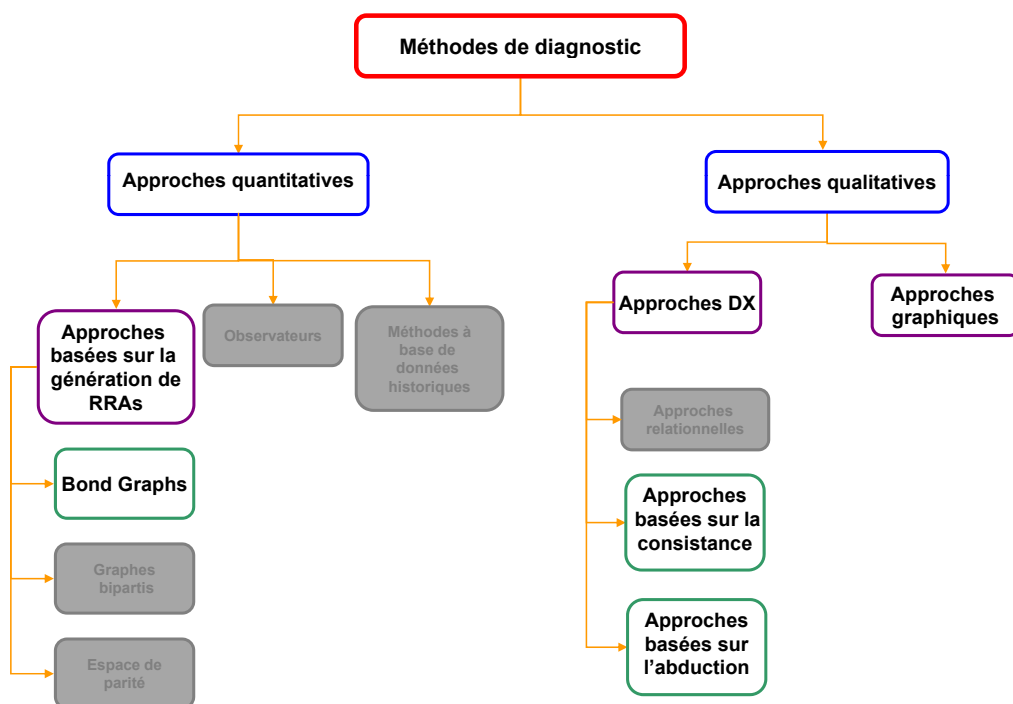 Méthodes de diagnostic
Approches quantitatives
Approches qualitatives
Approches
basées sur la
génération de
RRAs
Observateurs
Méthodes à
base de
données
historiques
Approches DX
Approches
graphiques
Bond Graphs
Graphes
bipartis
Espace de
parité
Approches
relationnelles
Approches
basées sur la
consistance
Approches
basées sur
l'abduction